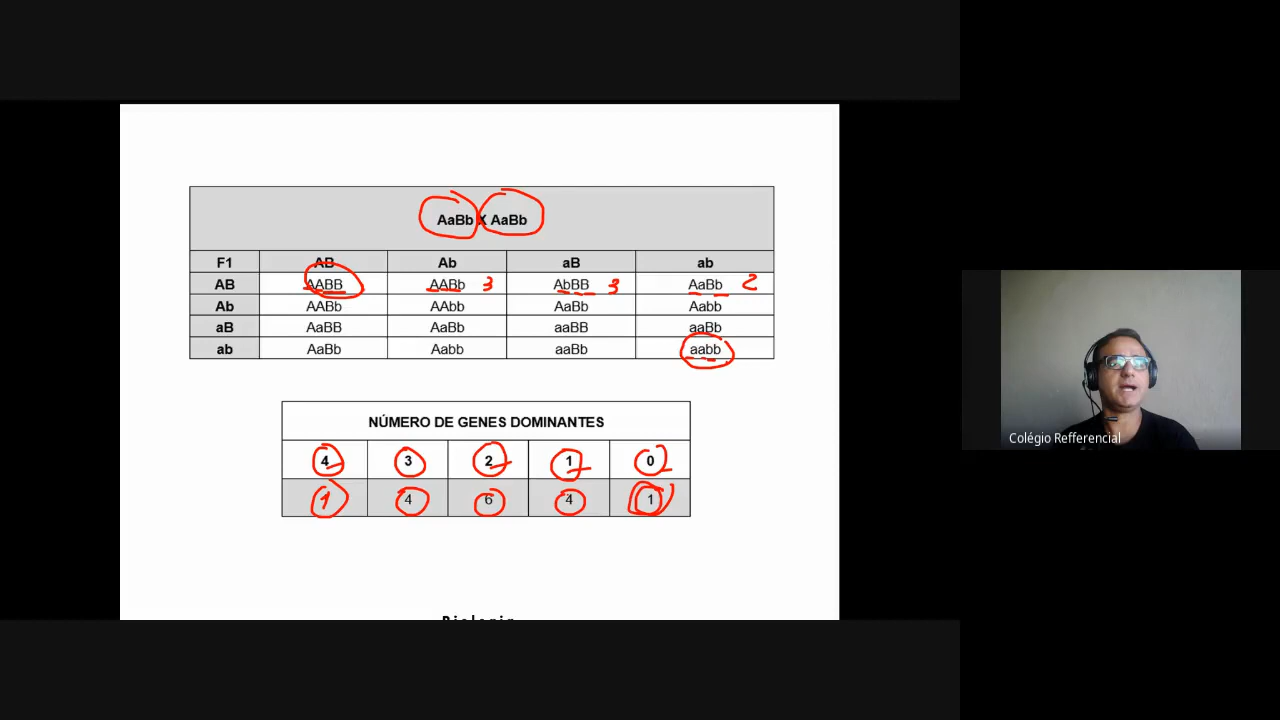 AaBb X AaBb
F1 AB Ab aB ab
AB AABB AABb 3 AbBB 3 AaBb 2
Ab AABb AAbb AaBb Aabb
aB AaBB AaBb aaBB aaBb
ab AaBb Aabb aaBb aabb
NÚMERO DE GENES DOMINANTES
4 3 2 1 0
1 4 6 4 1
Colégio Refferencial